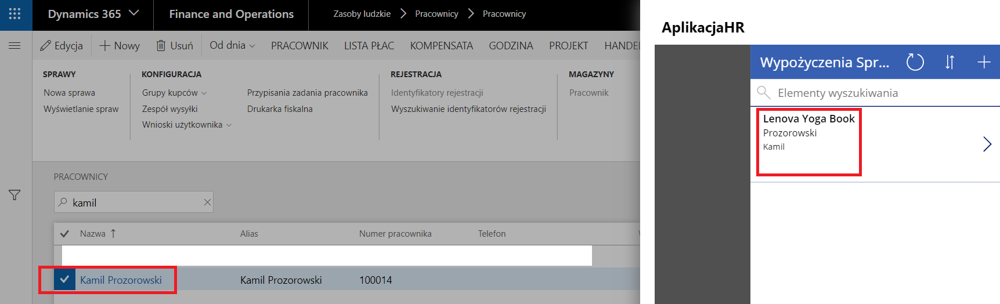 Dynamics 365
Finance and Operations
Zasoby ludzkie > Pracownicy > Pracownicy
Edycja
Nowy
Usuń
Od dnia
PRACOWNIK
LISTA PŁAC
KOMPENSATA
GODZINA
PROJEKT
HANDEL
SPRAWY
Nowa sprawa
Wyświetlanie spraw
KONFIGURACJA
Grupy kupców
Zespół wysyłki
Wnioski użytkownika
Przypisania zadania pracownika
Drukarka fiskalna
REJESTRACJA
Identyfikatory rejestracji
Wyszukiwanie identyfikatorów rejestracji
MAGAZYNY
Pracownik
PRACOWNICY
kamil
Nazwa Alias Numer pracownika Telefon
Kamil Prozorowski Kamil Prozorowski 100014
AplikacjaHR
Wypożyczenia Spr...
Elementy wyszukiwania
Lenova Yoga Book
Prozorowski
Kamil